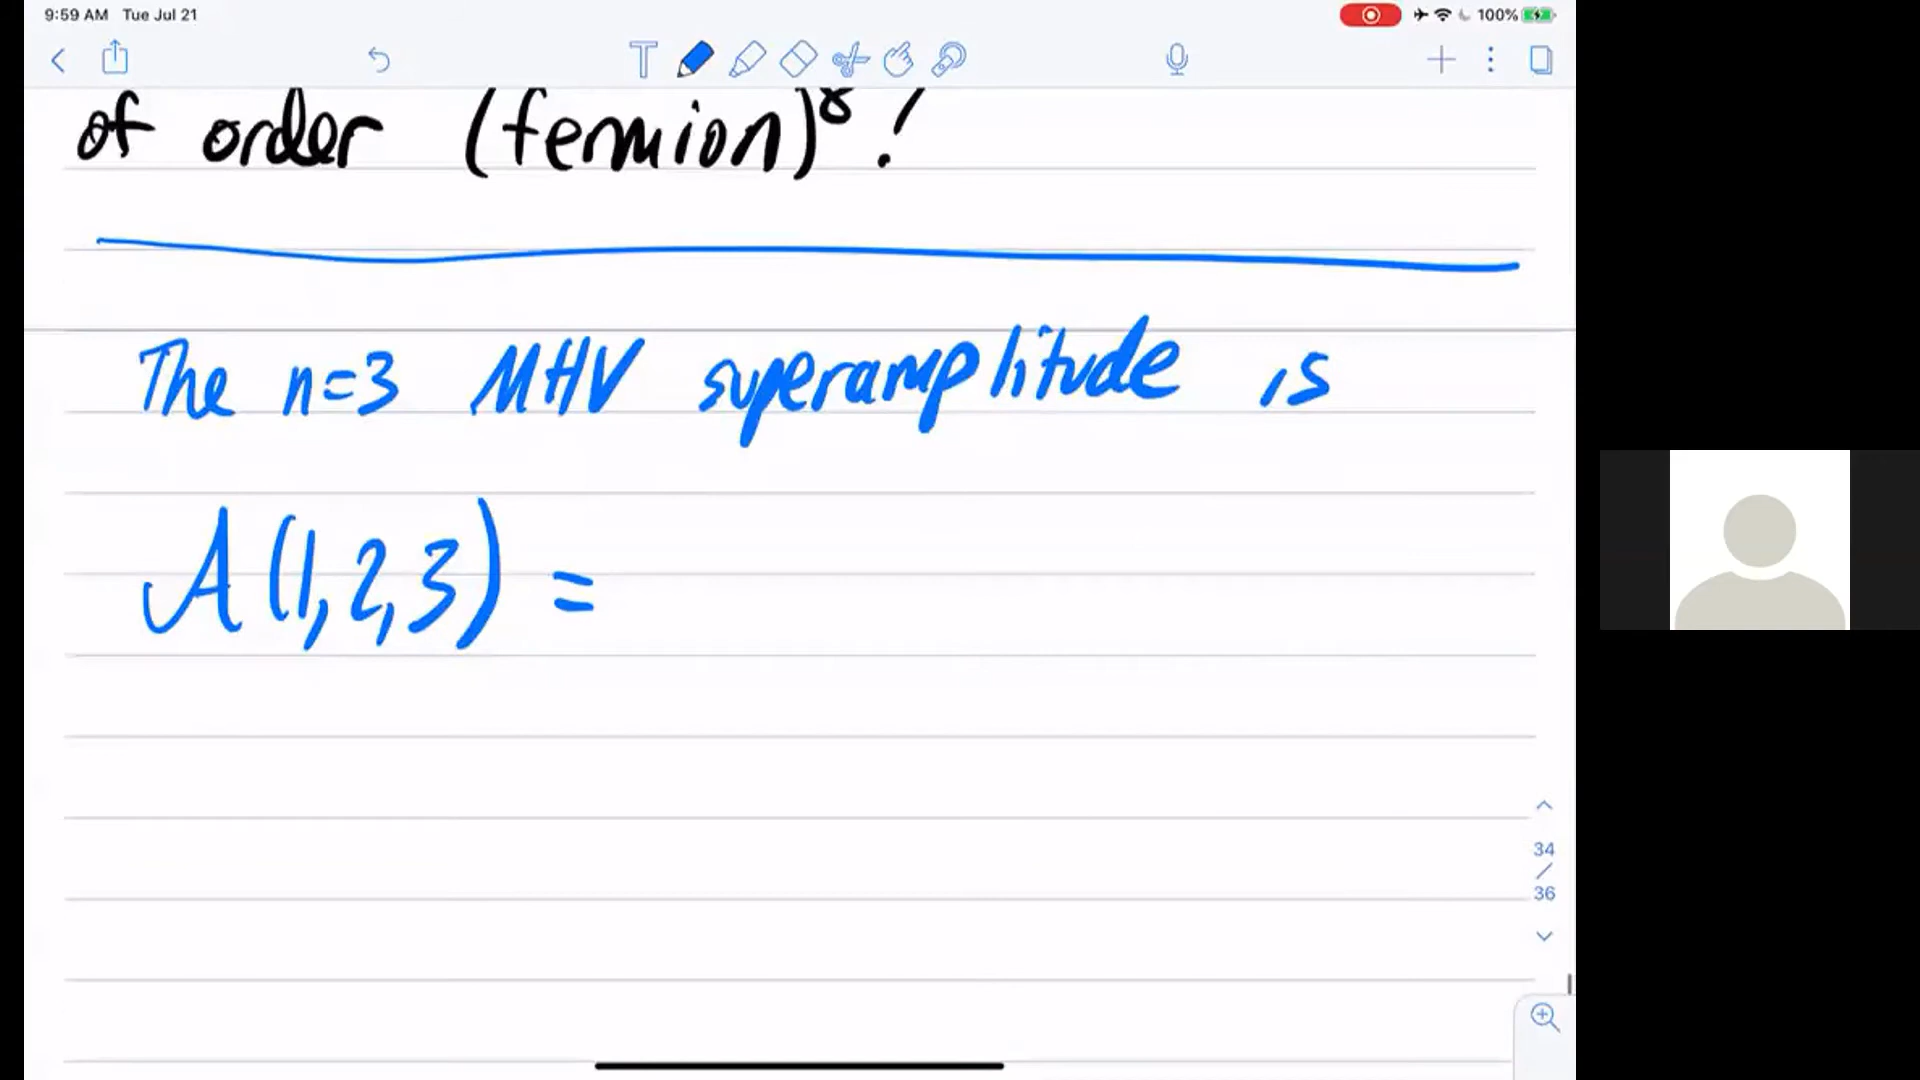 9:59 AM Tue Jul 21
100%
T
of order (fermion)⁸!
The n=3 MHV superamplitude is
A(1,2,3) =
34
/
36